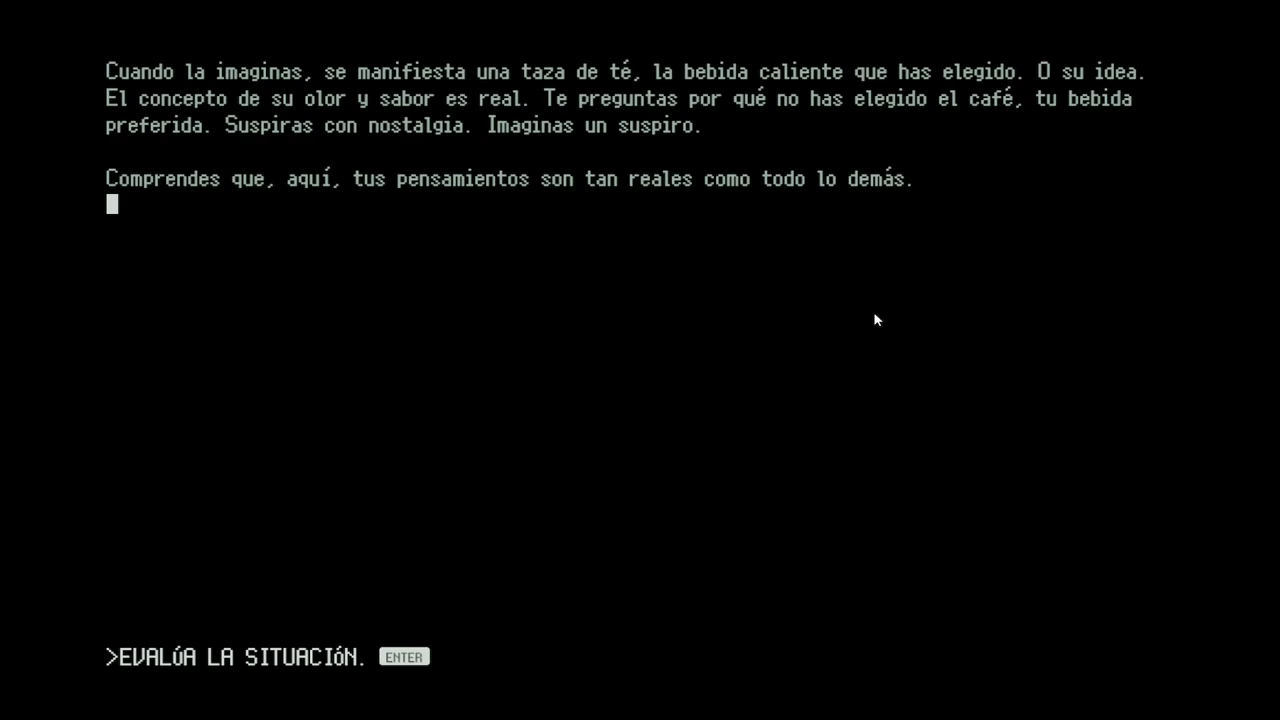 Cuando la imaginas, se manifiesta una taza de té, la bebida caliente que has elegido. O su idea.
El concepto de su olor y sabor es real. Te preguntas por qué no has elegido el café, tu bebida
preferida. Suspiras con nostalgia. Imaginas un suspiro.
Comprendes que, aquí, tus pensamientos son tan reales como todo lo demás.
>EVALúA LA SITUACIóN. ENTER